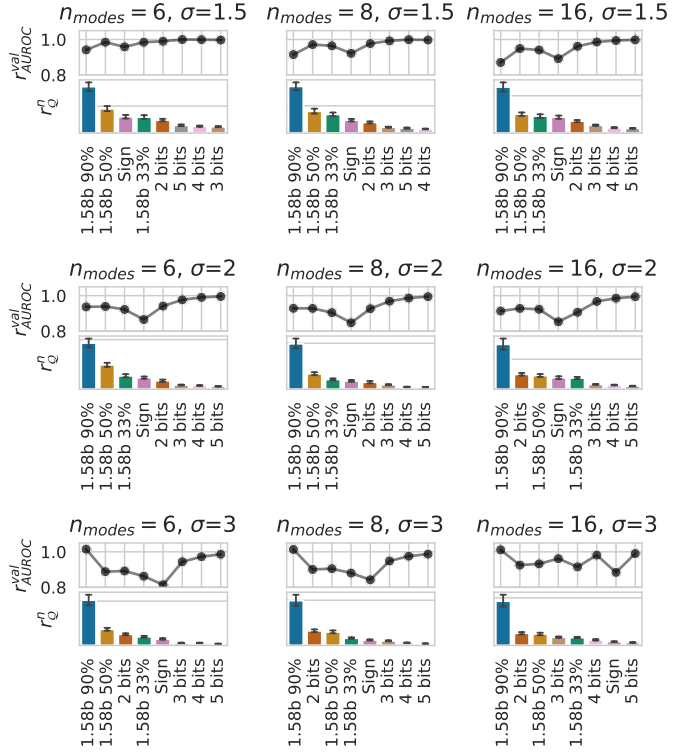 n_modes = 6, σ=1.5
n_modes = 8, σ=1.5
n_modes = 16, σ=1.5
r^val_AUROC
1.0
0.8
r^n_Q
1.58b 90%
1.58b 50%
Sign
1.58b 33%
2 bits
5 bits
4 bits
3 bits
1.58b 90%
1.58b 50%
1.58b 33%
Sign
2 bits
3 bits
5 bits
4 bits
1.58b 90%
1.58b 50%
1.58b 33%
Sign
2 bits
3 bits
4 bits
5 bits
n_modes = 6, σ=2
n_modes = 8, σ=2
n_modes = 16, σ=2
r^val_AUROC
1.0
0.8
r^n_Q
1.58b 90%
1.58b 50%
1.58b 33%
Sign
2 bits
3 bits
4 bits
5 bits
1.58b 90%
1.58b 50%
1.58b 33%
Sign
2 bits
3 bits
4 bits
5 bits
1.58b 90%
2 bits
1.58b 50%
Sign
1.58b 33%
3 bits
4 bits
5 bits
n_modes = 6, σ=3
n_modes = 8, σ=3
n_modes = 16, σ=3
r^val_AUROC
1.0
0.8
r^n_Q
1.58b 90%
1.58b 50%
2 bits
1.58b 33%
Sign
3 bits
4 bits
5 bits
1.58b 90%
2 bits
1.58b 50%
1.58b 33%
Sign
3 bits
4 bits
5 bits
1.58b 90%
2 bits
1.58b 50%
3 bits
1.58b 33%
4 bits
Sign
5 bits